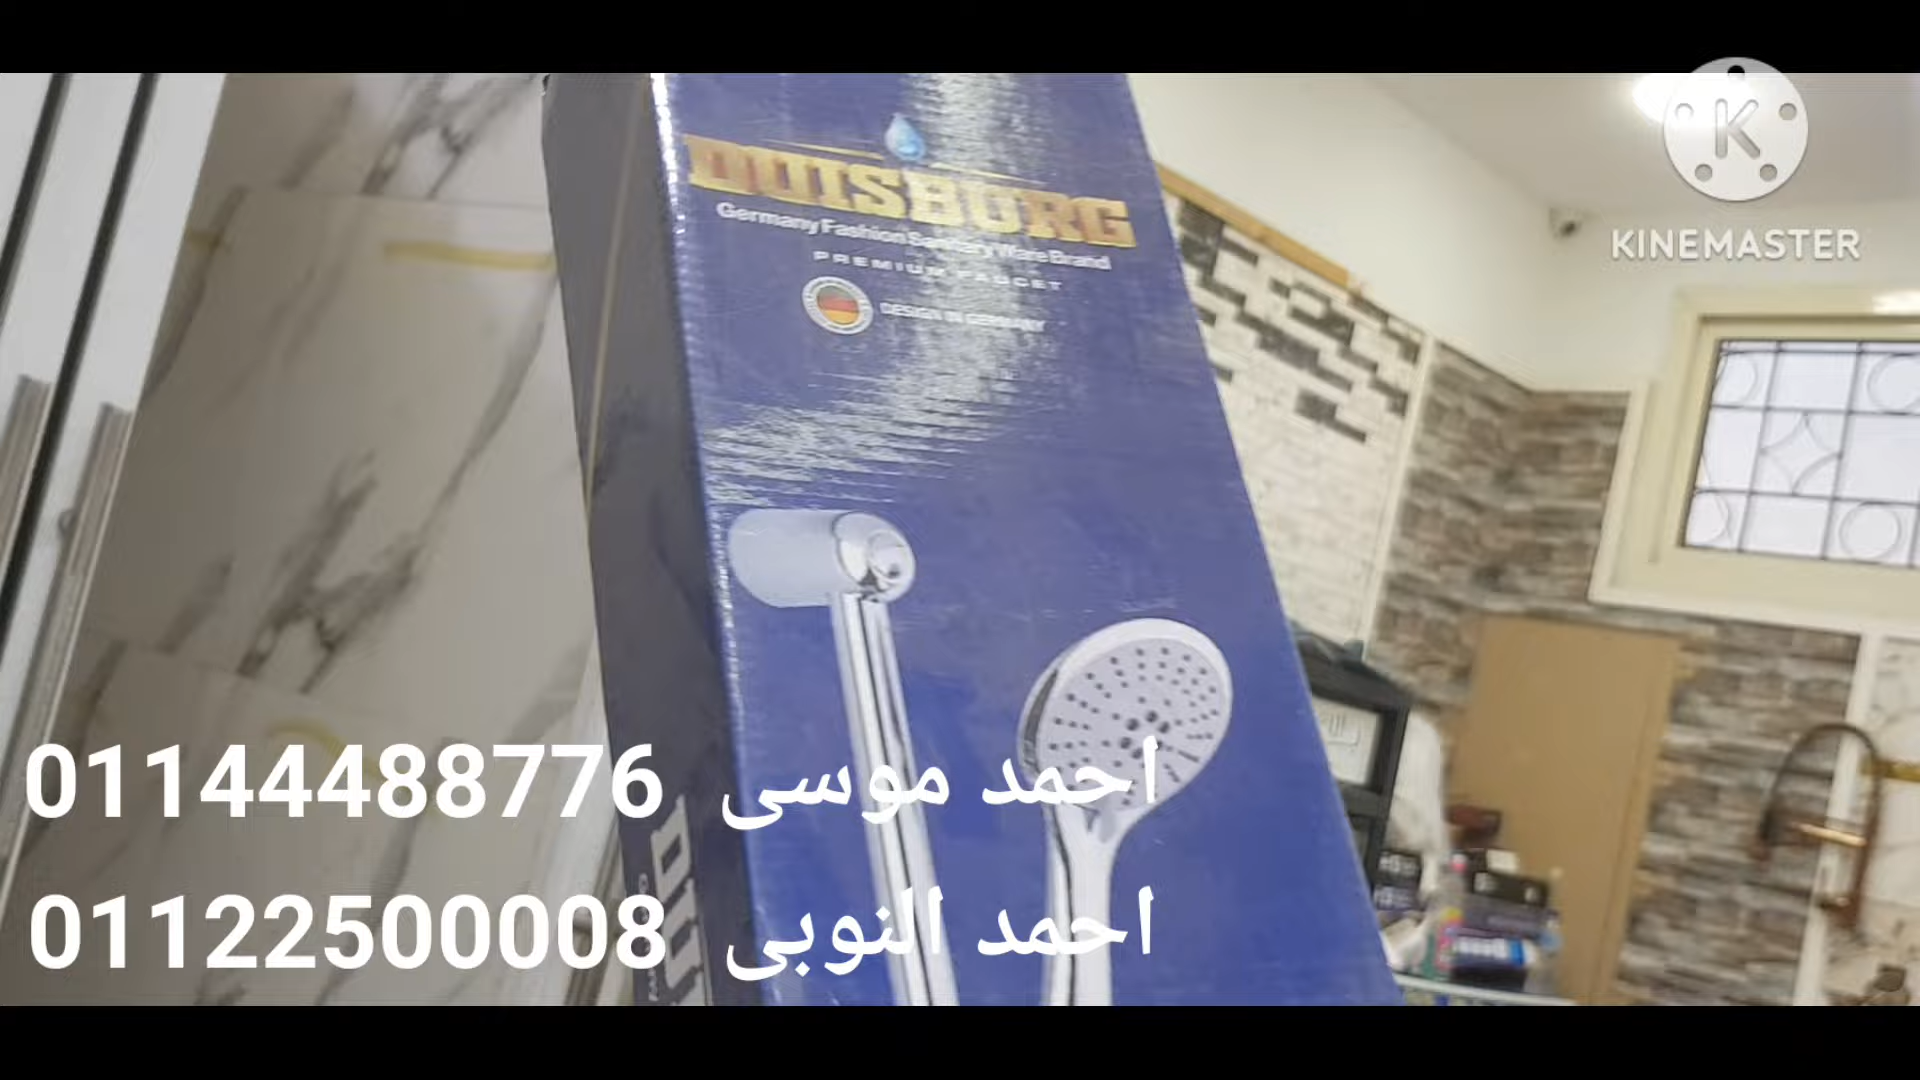 DUISBURG
Germany Fashion Sanitary Ware Brand
PREMIUM FAUCET
DESIGN IN GERMANY
K
KINEMASTER
احمد موسى 01144488776
احمد النوبى 01122500008